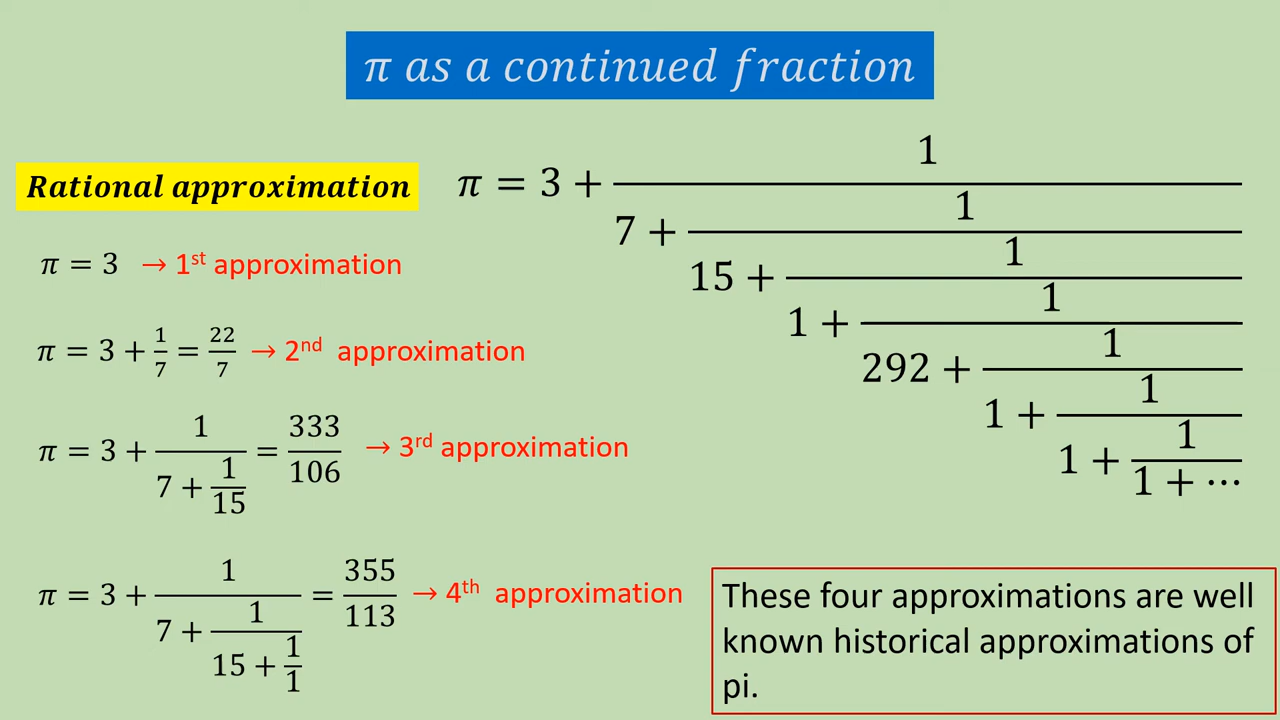 π as a continued fraction
Rational approximation
π = 3 → 1st approximation
π = 3 + 1/7 = 22/7 → 2nd approximation
π = 3 + 1/(7 + 1/15) = 333/106 → 3rd approximation
π = 3 + 1/(7 + 1/(15 + 1/1)) = 355/113 → 4th approximation
π = 3 + 1/(7 + 1/(15 + 1/(1 + 1/(292 + 1/(1 + 1/(1 + 1/(1 + ⋯)))))))
These four approximations are well
known historical approximations of
pi.